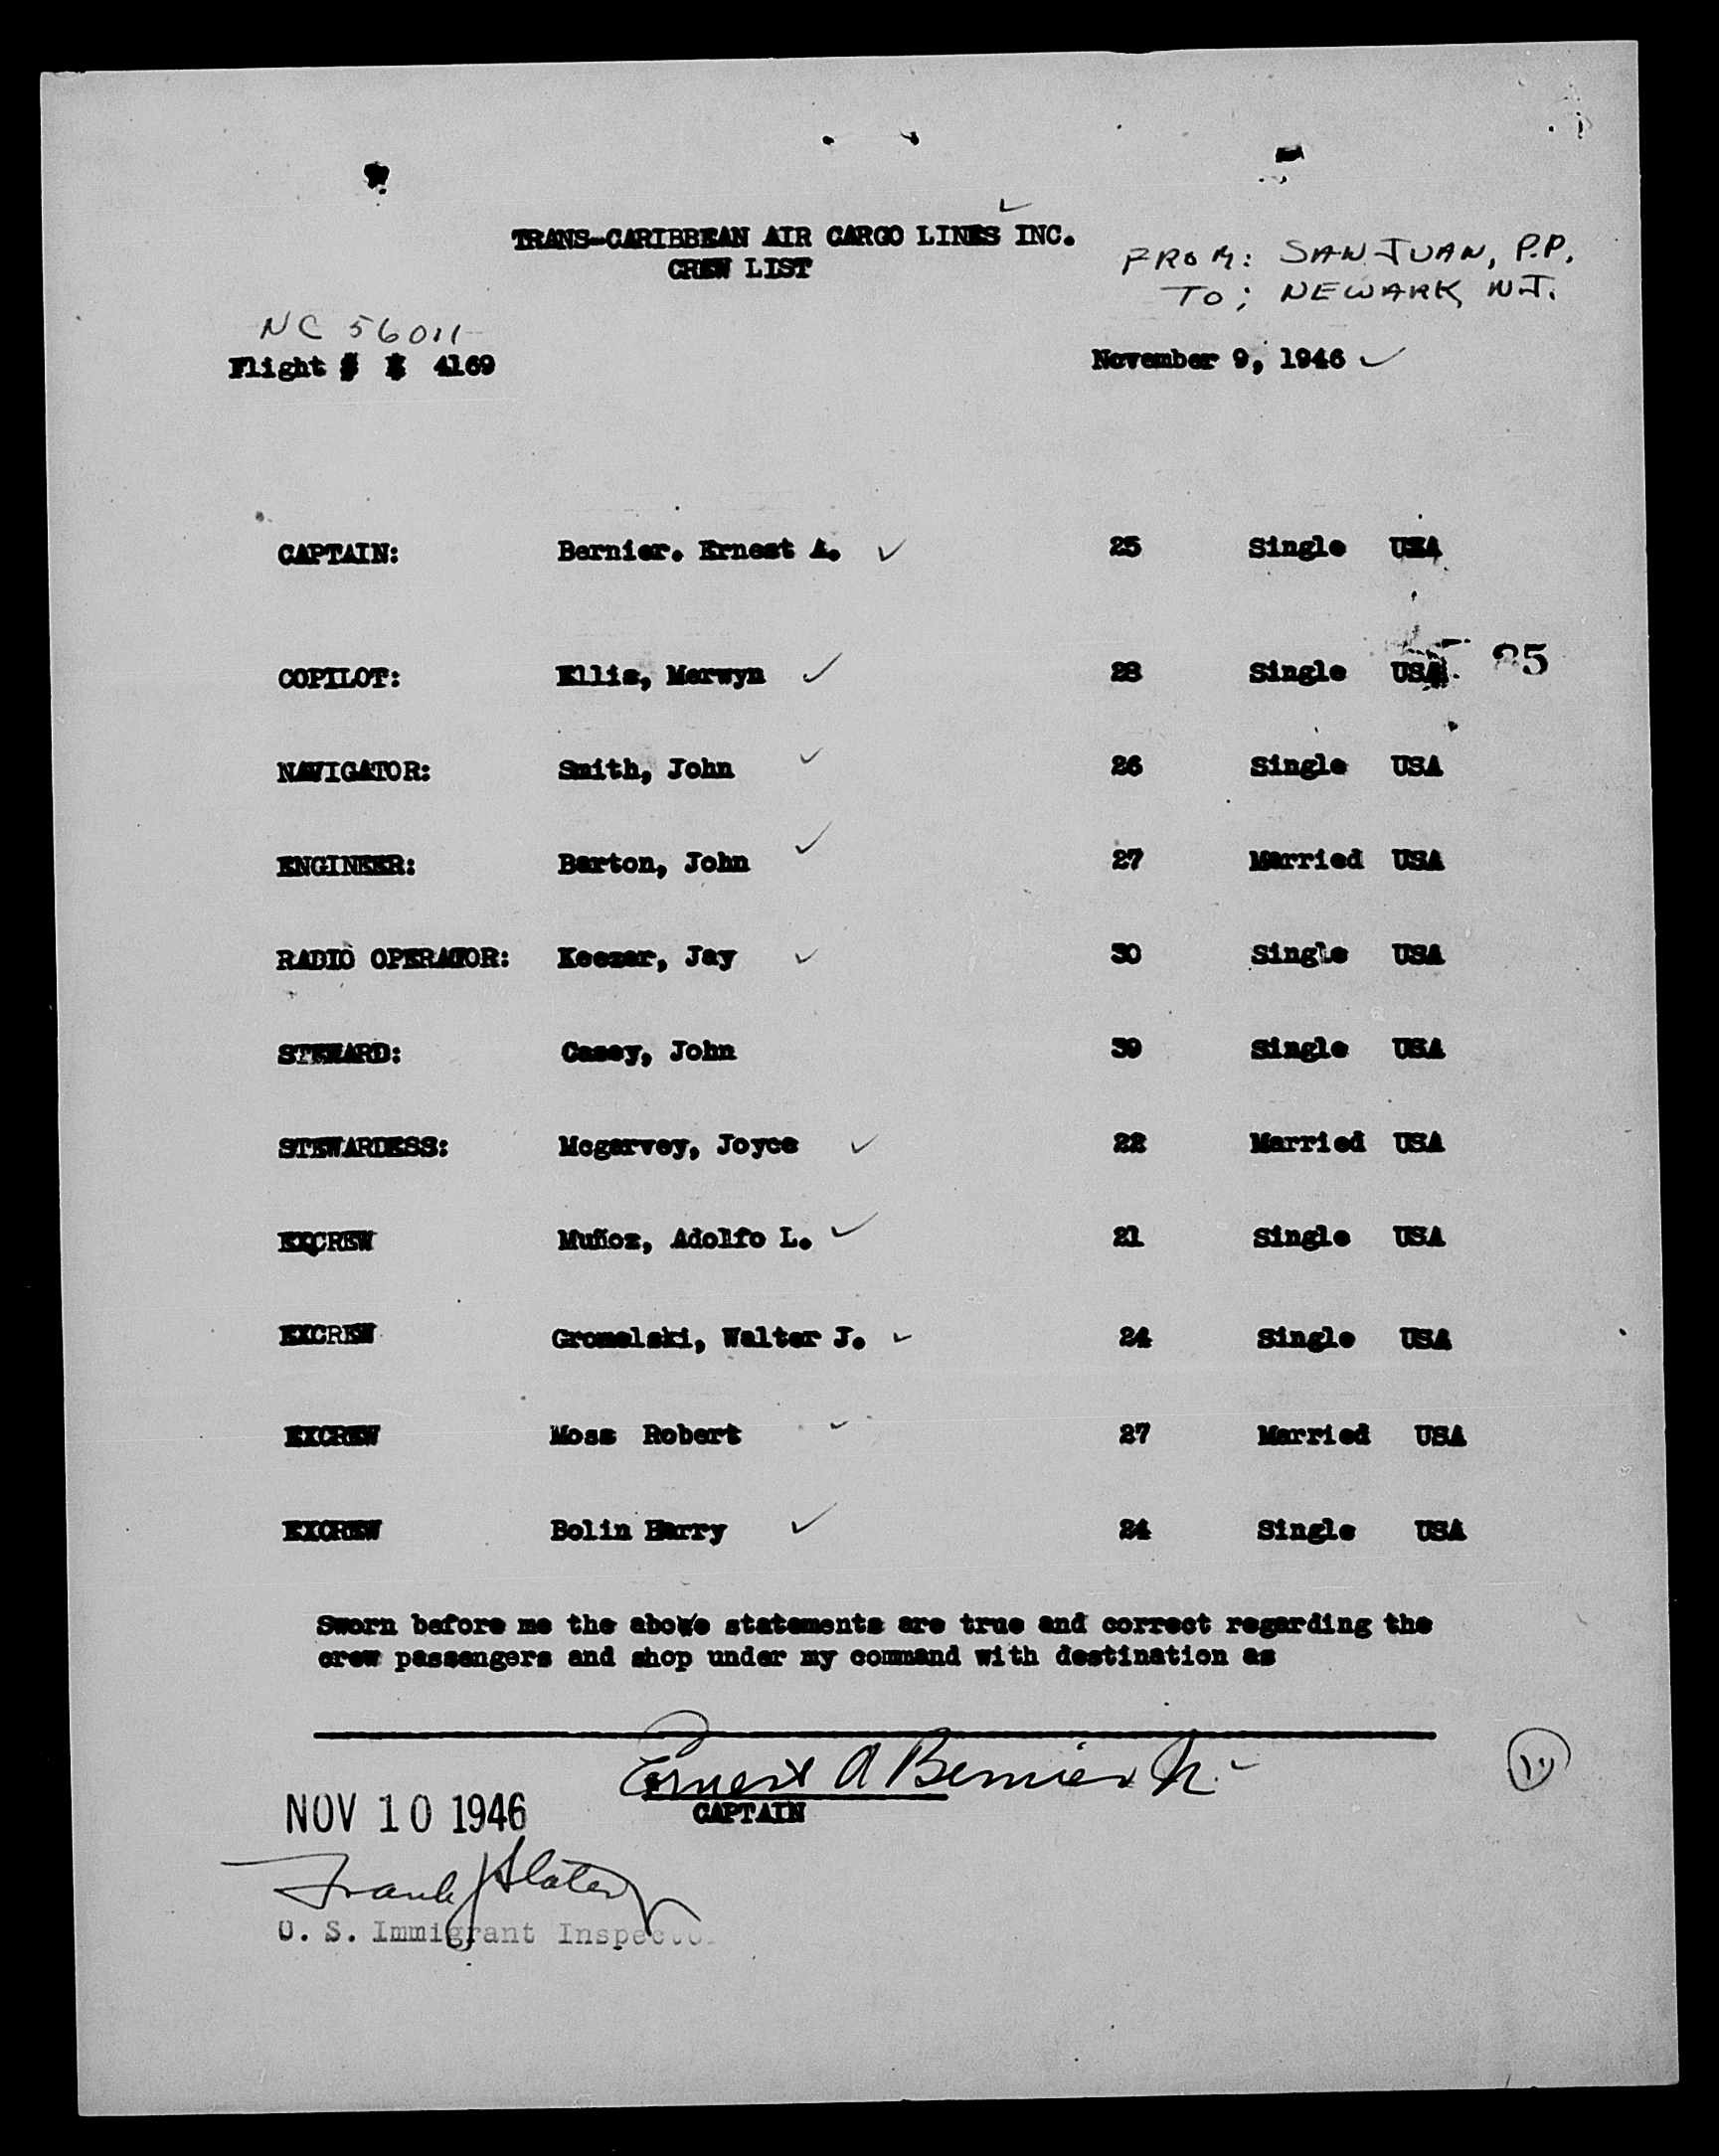 TRANS-CARIBBEAN AIR CARGO LINES INC.
CREW LIST
FROM: SAN JUAN, P.P.
TO; NEWARK, N.J.
NC 56011
Flight # 4169
November 9, 1946
CAPTAIN: Bernier. Ernest A. 25 Single USA
COPILOT: Ellis, Merwyn 28 Single USA
25
NAVIGATOR: Smith, John 26 Single USA
ENGINEER: Barton, John 27 Married USA
RADIO OPERATOR: Keezer, Jay 30 Single USA
STEWARD: Casey, John 39 Single USA
STEWARDESS: Mcgarvey, Joyce 22 Married USA
EXCREW Muñoz, Adolfo L. 21 Single USA
EXCREW Gromalski, Walter J. 24 Single USA
EXCREW Moss Robert 27 Married USA
EXCREW Bolin Harry 24 Single USA
Sworn before me the above statements are true and correct regarding the
crew passengers and shop under my command with destination as
Ernest A Bernier Jr.
CAPTAIN
NOV 10 1946
Frank J Slater
U. S. Immigrant Inspector